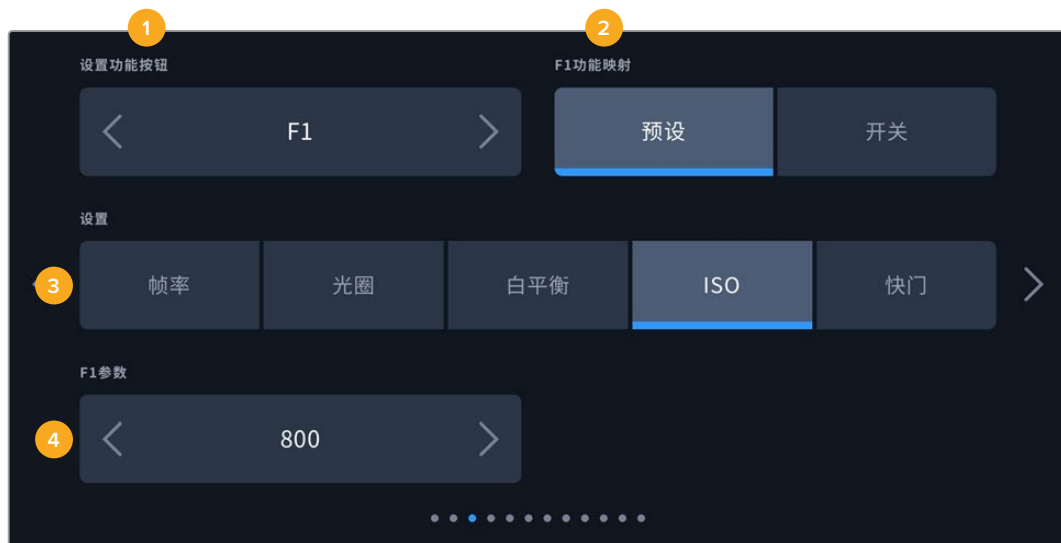 1
2
设置功能按钮
F1功能映射
F1
预设
开关
设置
3
帧率
光圈
白平衡
ISO
快门
F1参数
4
800